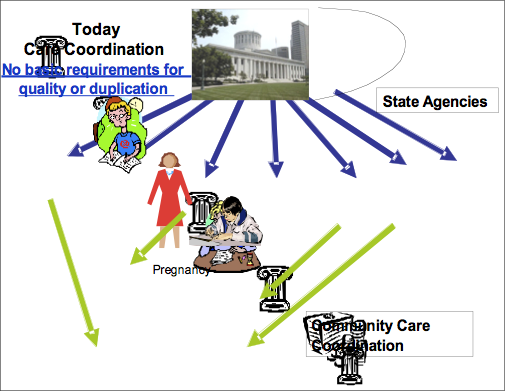 Today
Care Coordination
No basic requirements for
quality or duplication
State Agencies
Pregnancy
Community Care
Coordination